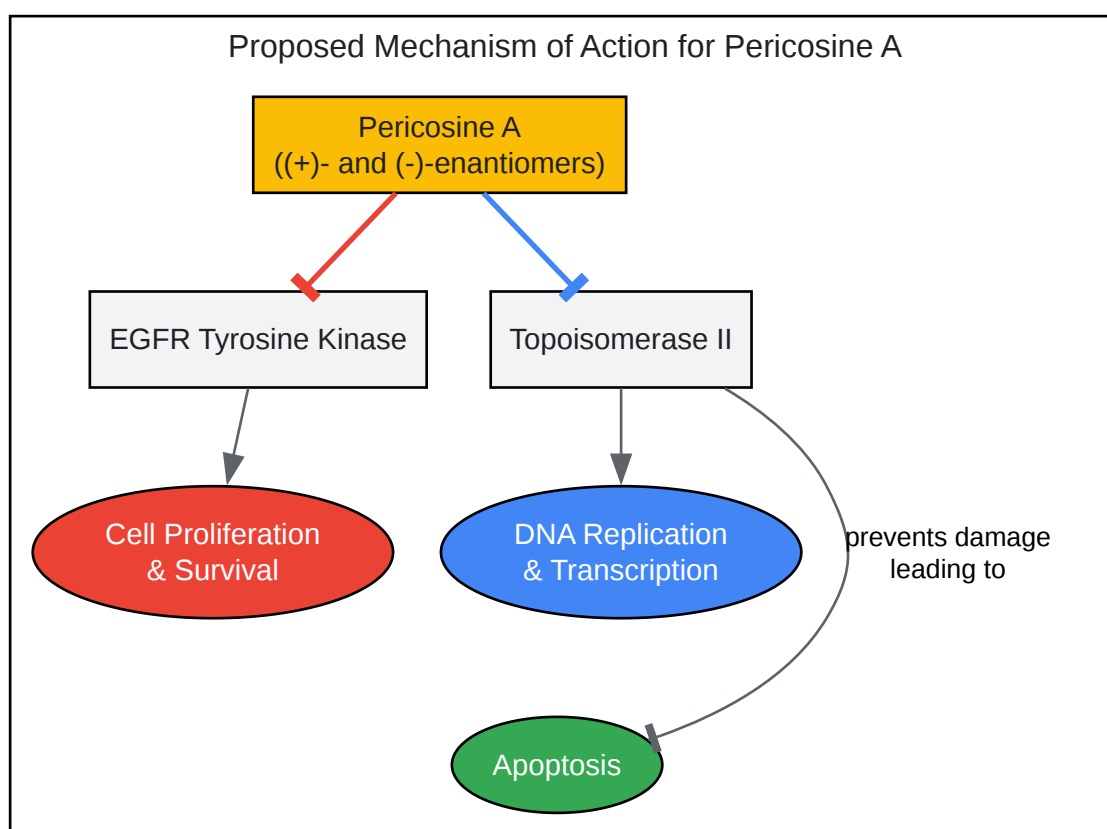 Proposed Mechanism of Action for Pericosine A
Pericosine A
((+)- and (-)-enantiomers)
EGFR Tyrosine Kinase
Topoisomerase II
Cell Proliferation
& Survival
DNA Replication
& Transcription
prevents damage
leading to
Apoptosis